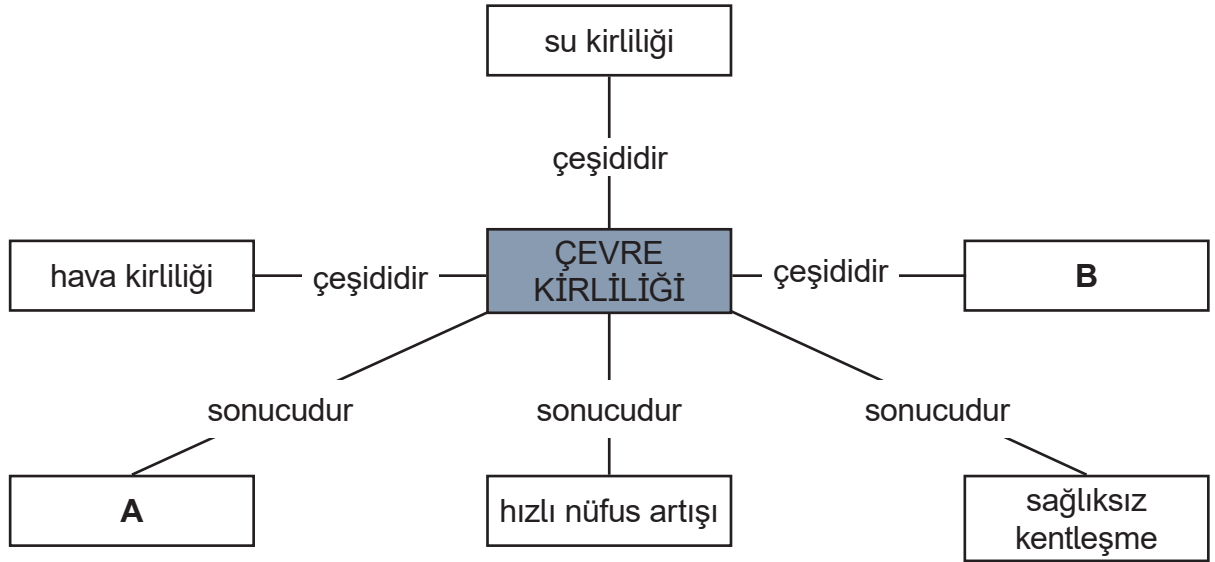 su kirliliği
çeşididir
hava kirliliği
çeşididir
ÇEVRE
KİRLİLİĞİ
çeşididir
B
sonucudur
sonucudur
sonucudur
A
hızlı nüfus artışı
sağlıksız
kentleşme